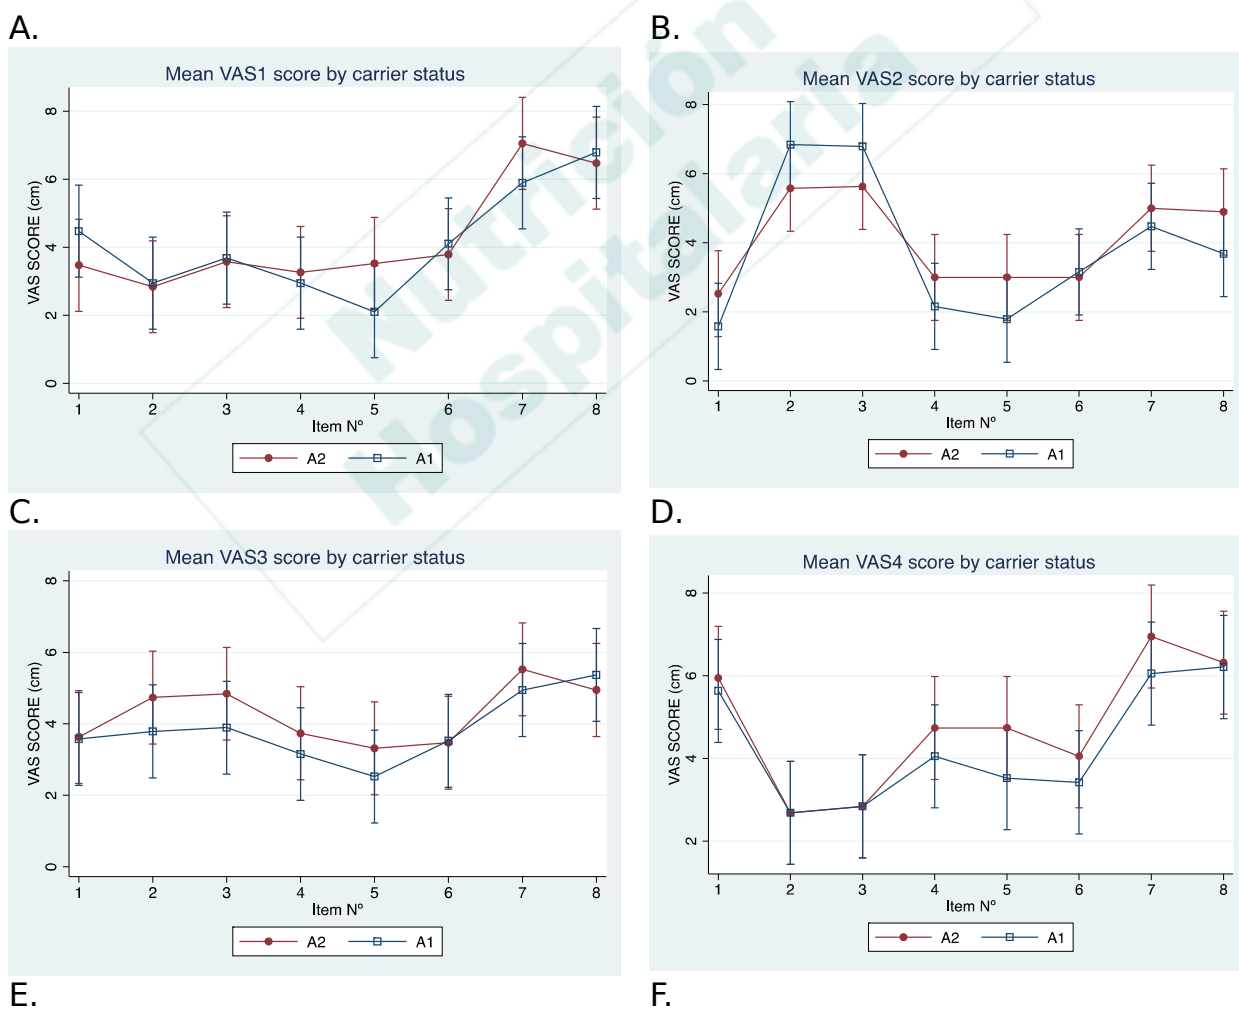 A.
Mean VAS1 score by carrier status
VAS SCORE (cm)
8
6
4
2
0
1 2 3 4 5 6 7 8
Item Nº
A2 A1
B.
Mean VAS2 score by carrier status
VAS SCORE (cm)
8
6
4
2
0
1 2 3 4 5 6 7 8
Item Nº
A2 A1
C.
Mean VAS3 score by carrier status
VAS SCORE (cm)
8
6
4
2
0
1 2 3 4 5 6 7 8
Item Nº
A2 A1
D.
Mean VAS4 score by carrier status
VAS SCORE (cm)
8
6
4
2
1 2 3 4 5 6 7 8
Item Nº
A2 A1
E.
F.
Nutrición
Hospitalaria